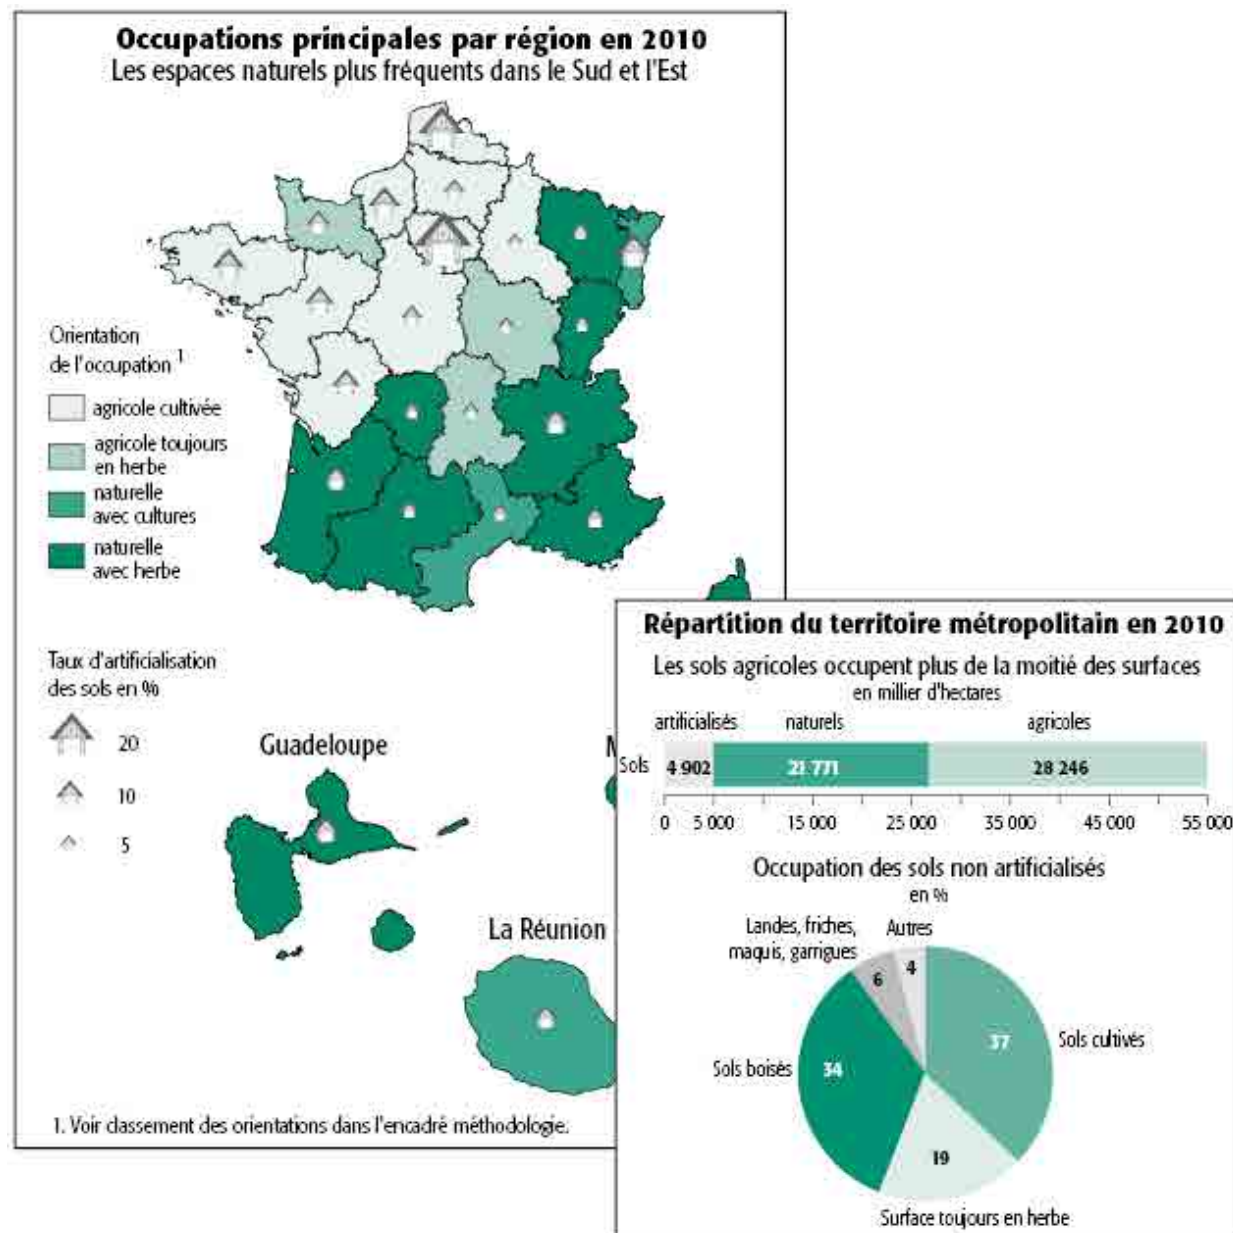 Occupations principales par région en 2010
Les espaces naturels plus fréquents dans le Sud et l'Est
Orientation
de l'occupation 1
agricole cultivée
agricole toujours
en herbe
naturelle
avec cultures
naturelle
avec herbe
Taux d'artificialisation
des sols en %
20
10
5
Guadeloupe
M
La Réunion
1. Voir classement des orientations dans l'encadré méthodologie.
Répartition du territoire métropolitain en 2010
Les sols agricoles occupent plus de la moitié des surfaces
en millier d'hectares
artificialisés naturels agricoles
Sols 4 902 21 771 28 246
0 5 000 15 000 25 000 35 000 45 000 55 000
Occupation des sols non artificialisés
en %
Landes, friches,
maquis, garrigues
Autres
6
4
37
Sols cultivés
Sols boisés
34
19
Surface toujours en herbe